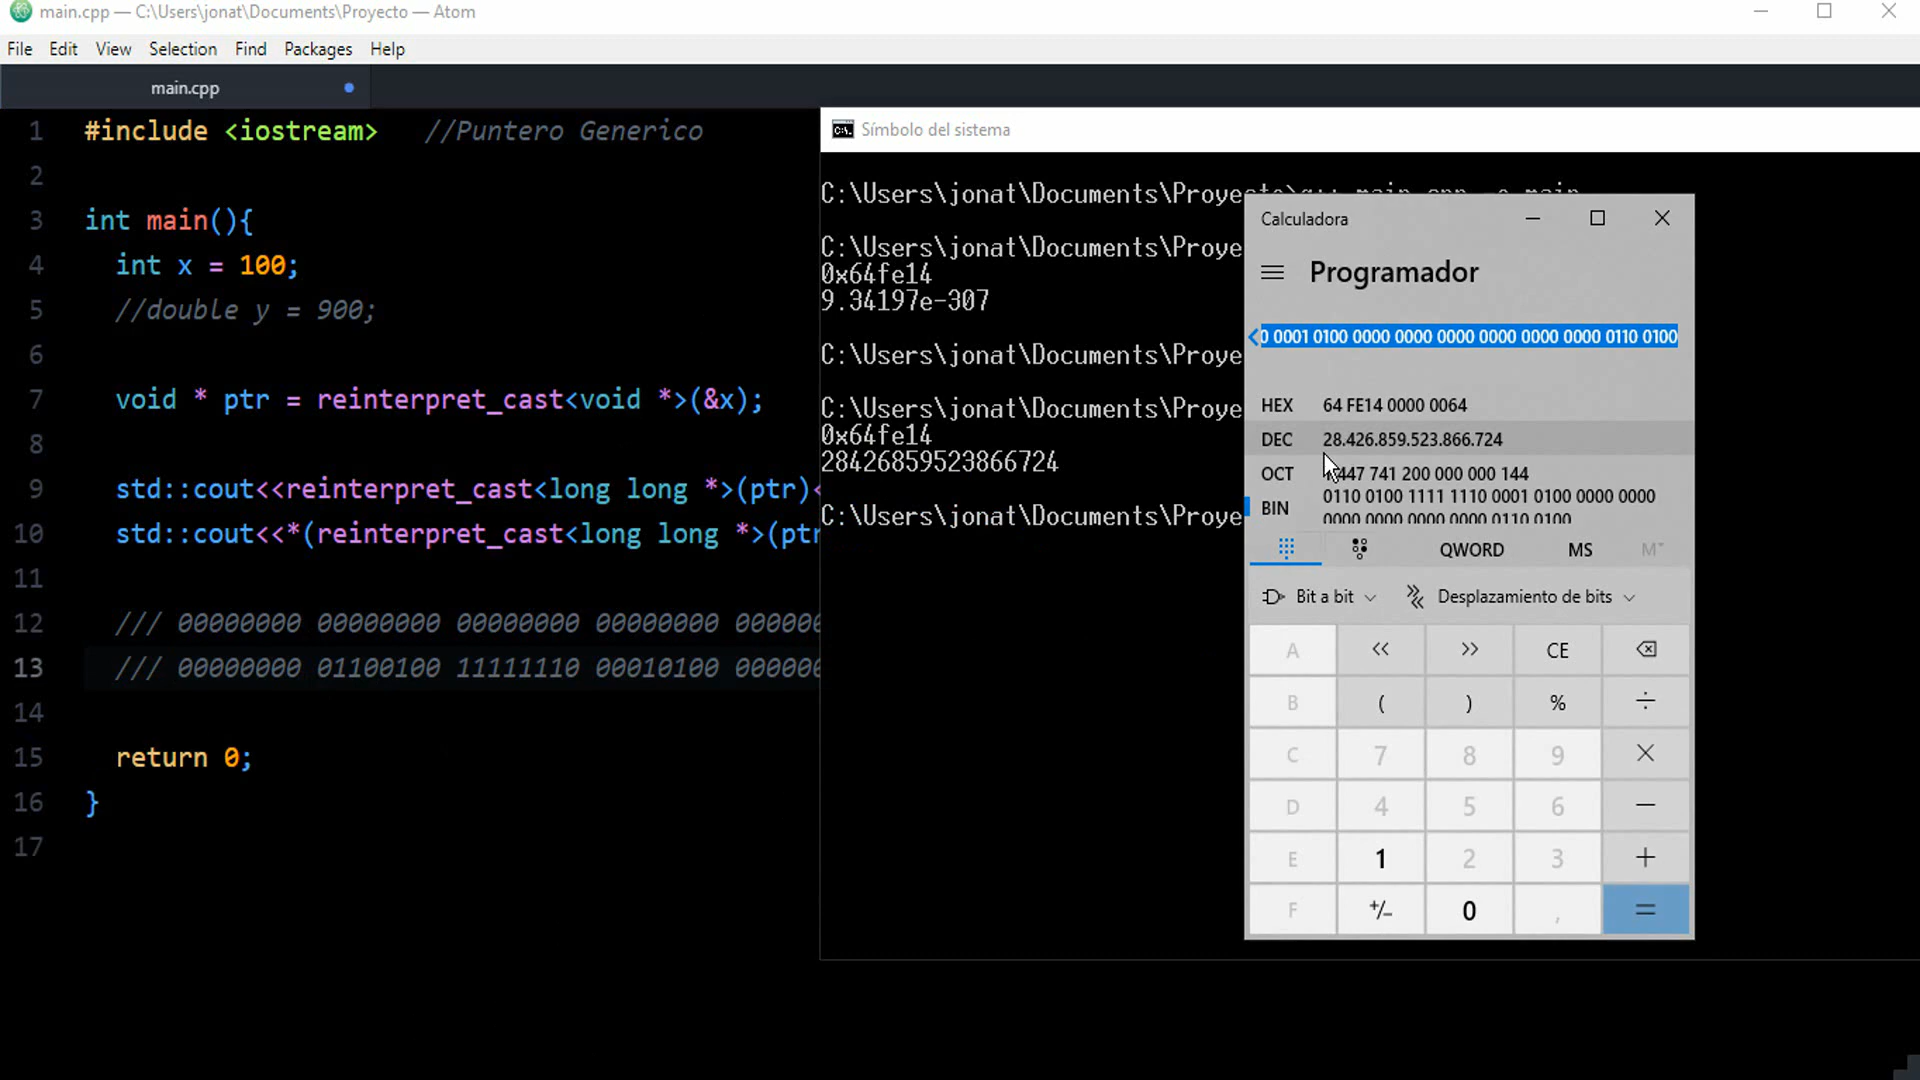 main.cpp — C:\Users\jonat\Documents\Proyecto — Atom
File Edit View Selection Find Packages Help
main.cpp
1 #include <iostream> //Puntero Generico
2
3 int main(){
4 int x = 100;
5 //double y = 900;
6
7 void * ptr = reinterpret_cast<void *>(&x);
8
9 std::cout<<reinterpret_cast<long long *>(ptr)<
10 std::cout<<*(reinterpret_cast<long long *>(ptr
11
12 /// 00000000 00000000 00000000 00000000 000000
13 /// 00000000 01100100 11111110 00010100 000000
14
15 return 0;
16 }
17
Símbolo del sistema
C:\Users\jonat\Documents\Proyecto\g++ main.cpp -o main
C:\Users\jonat\Documents\Proye
0x64fe14
9.34197e-307
C:\Users\jonat\Documents\Proye
C:\Users\jonat\Documents\Proye
0x64fe14
28426859523866724
C:\Users\jonat\Documents\Proye
Calculadora
Programador
0 0001 0100 0000 0000 0000 0000 0000 0000 0110 0100
HEX 64 FE14 0000 0064
DEC 28.426.859.523.866.724
OCT 447 741 200 000 000 144
BIN 0110 0100 1111 1110 0001 0100 0000 0000
0000 0000 0000 0000 0110 0100
QWORD MS M
Bit a bit Desplazamiento de bits
A << >> CE
B ( ) % ÷
C 7 8 9 ×
D 4 5 6 −
E 1 2 3 +
F +/- 0 , =